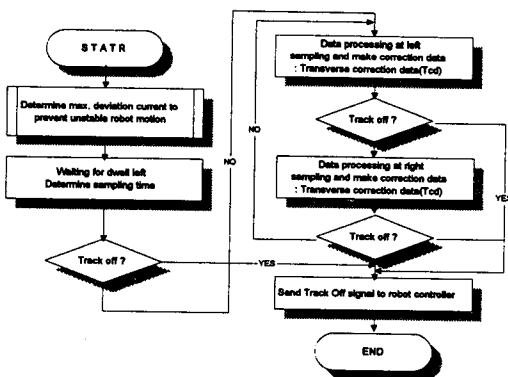 STATR
Determine max. deviation current to
prevent unstable robot motion
Waiting for dwell left
Determine sampling time
Track off ?
YES
NO
Data processing at left
sampling and make correction data
: Transverse correction data(Tcd)
Track off ?
NO
Data processing at right
sampling and make correction data
: Transverse correction data(Tcd)
YES
Track off ?
Send Track Off signal to robot controller
END